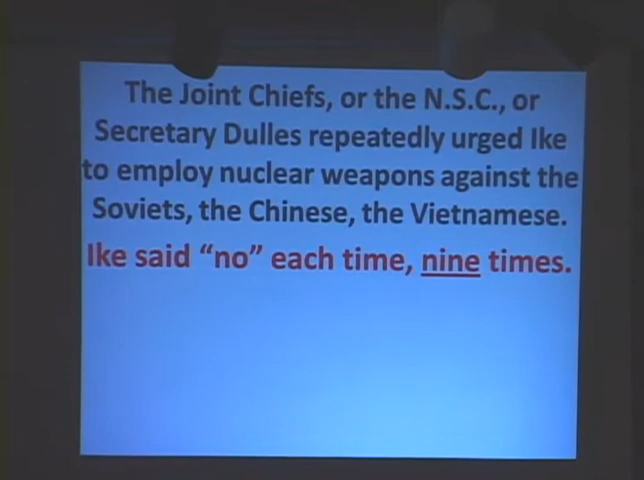 The Joint Chiefs, or the N.S.C., or
Secretary Dulles repeatedly urged Ike
to employ nuclear weapons against the
Soviets, the Chinese, the Vietnamese.
Ike said “no” each time, nine times.